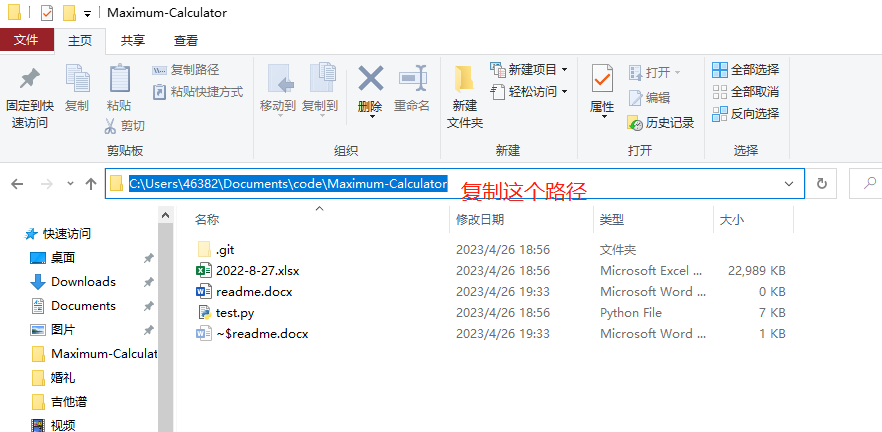 Maximum-Calculator
文件 主页 共享 查看
固定到快速访问
复制
粘贴
复制路径
粘贴快捷方式
剪切
剪贴板
移动到 复制到 删除 重命名
组织
新建文件夹
新建项目
轻松访问
新建
属性
打开
编辑
历史记录
打开
全部选择
全部取消
反向选择
选择
C:\Users\46382\Documents\code\Maximum-Calculator
复制这个路径
名称 修改日期 类型 大小
.git 2023/4/26 18:56 文件夹
2022-8-27.xlsx 2023/4/26 18:56 Microsoft Excel ... 22,989 KB
readme.docx 2023/4/26 19:33 Microsoft Word ... 0 KB
test.py 2023/4/26 18:56 Python File 7 KB
~$readme.docx 2023/4/26 19:33 Microsoft Word ... 1 KB
快速访问
桌面
Downloads
Documents
图片
Maximum-Calculat
婚礼
吉他谱
视频